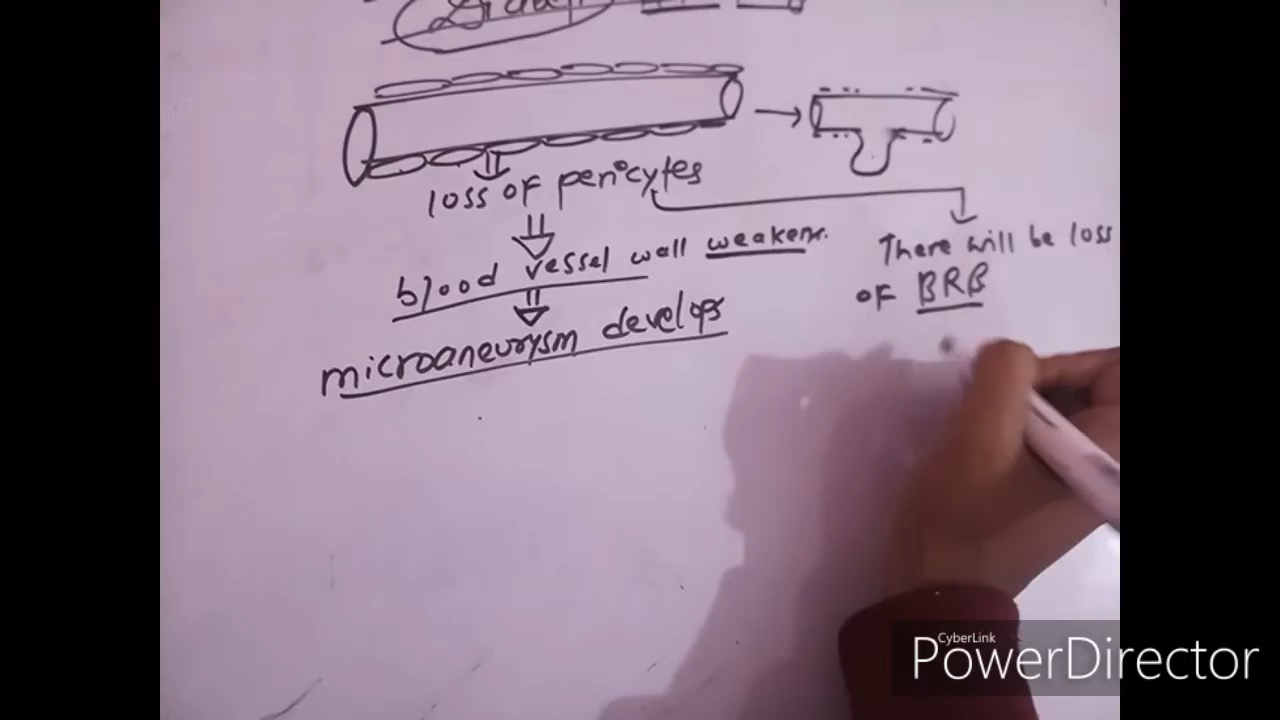 loss of pericytes
blood vessel wall weakens.
microaneurysm develops
There will be loss
of BRB
CyberLink
PowerDirector